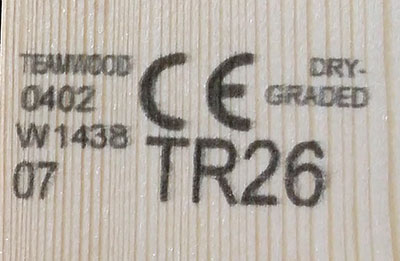 TEAMWOOD
0402
W1438
07
CE
DRY-
GRADED
TR26